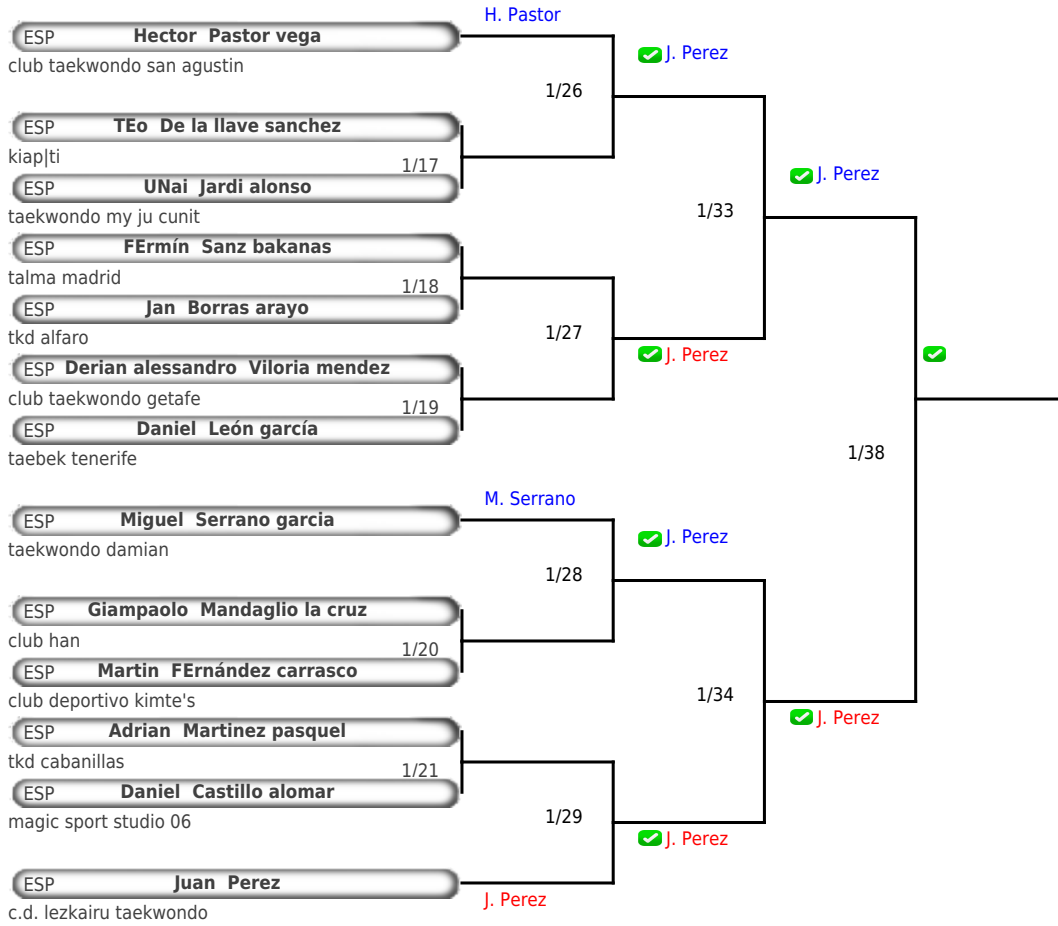 H. Pastor
ESP Hector Pastor vega
club taekwondo san agustin
J. Perez
1/26
ESP TEo De la llave sanchez
kiap|ti
1/17
ESP UNai Jardi alonso
taekwondo my ju cunit
J. Perez
1/33
ESP FErmín Sanz bakanas
talma madrid
1/18
ESP Jan Borras arayo
tkd alfaro
1/27
J. Perez
ESP Derian alessandro Viloria mendez
club taekwondo getafe
1/19
ESP Daniel León garcía
taebek tenerife
1/38
M. Serrano
ESP Miguel Serrano garcia
taekwondo damian
J. Perez
1/28
ESP Giampaolo Mandaglio la cruz
club han
1/20
ESP Martin FErnández carrasco
club deportivo kimte's
1/34
J. Perez
ESP Adrian Martinez pasquel
tkd cabanillas
1/21
ESP Daniel Castillo alomar
magic sport studio 06
1/29
J. Perez
ESP Juan Perez
J. Perez
c.d. lezkairu taekwondo